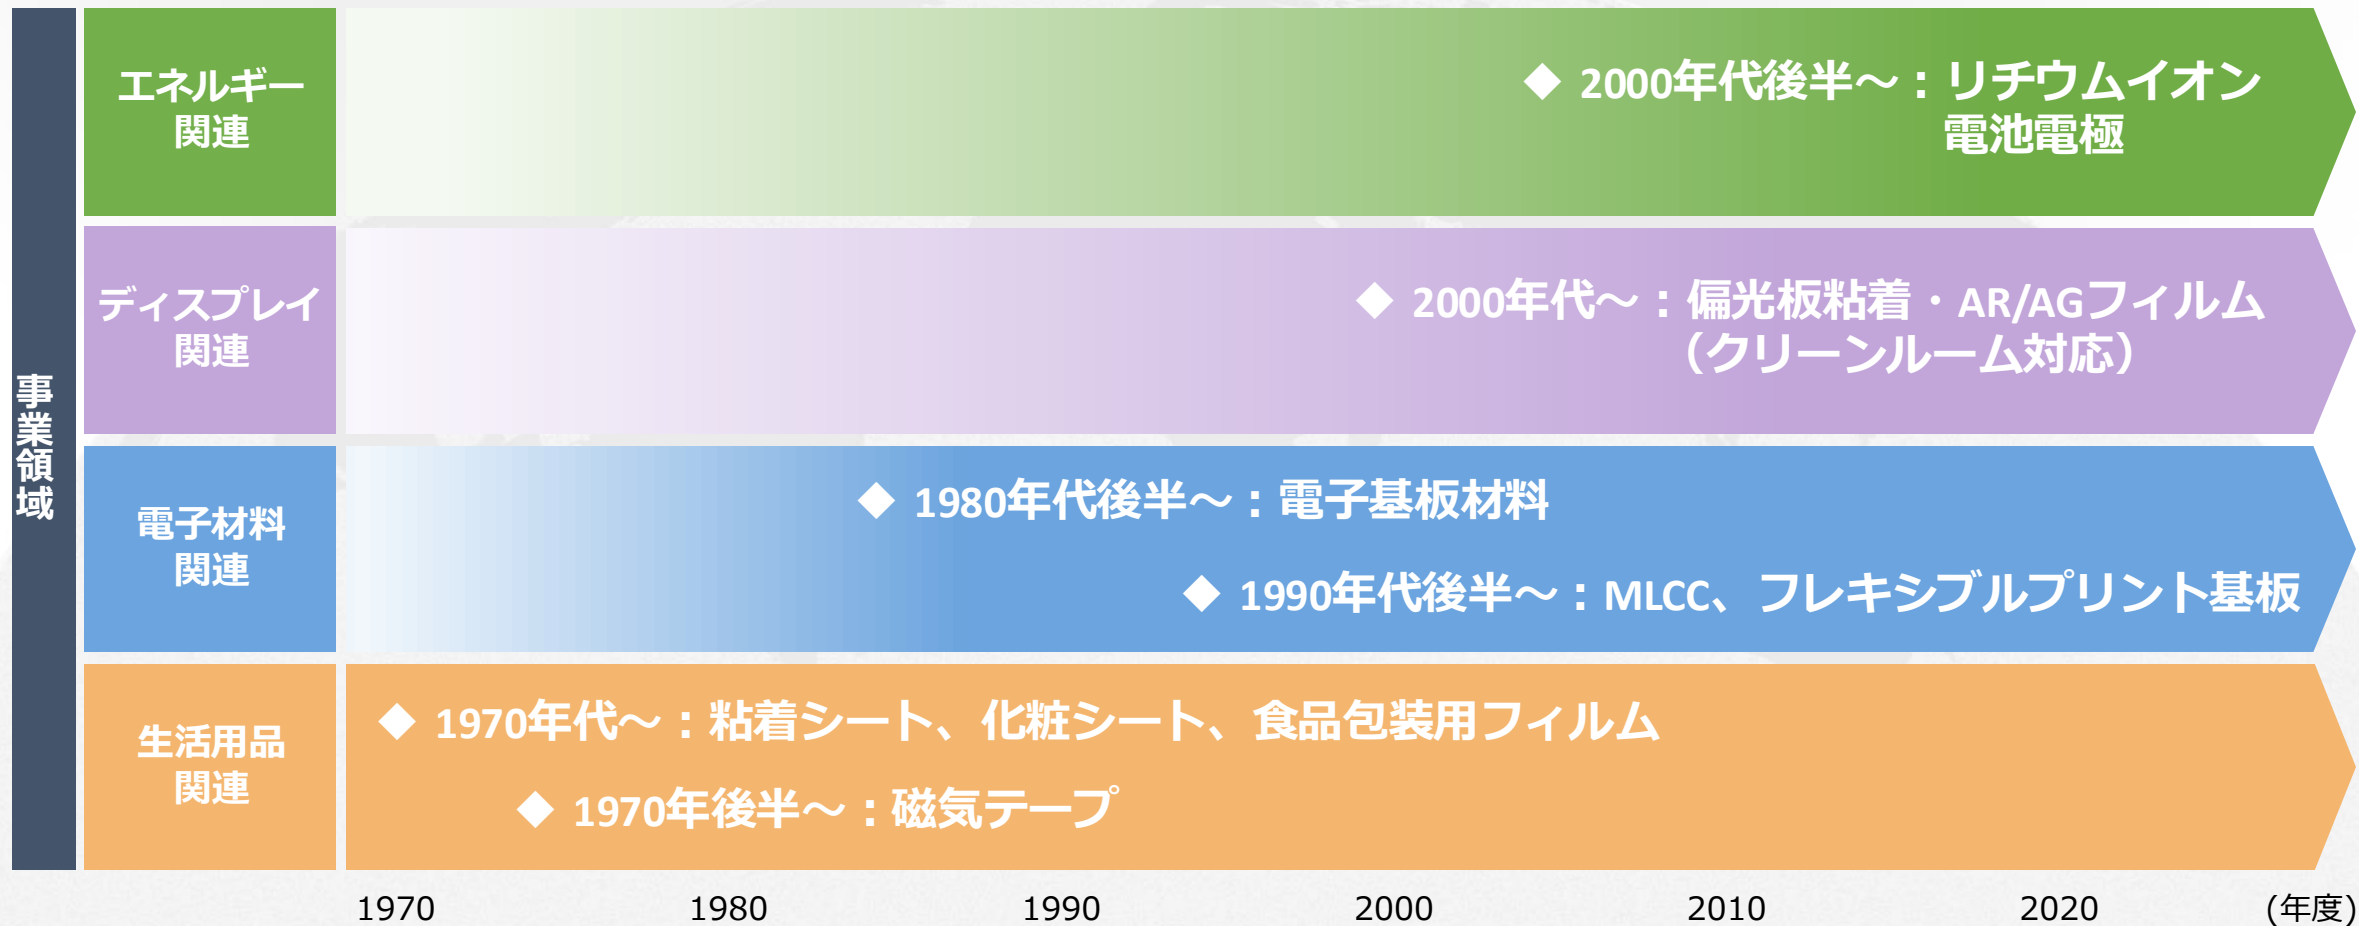 事業領域
エネルギー
関連
◆ 2000年代後半～：リチウムイオン
電池電極
ディスプレイ
関連
◆ 2000年代～：偏光板粘着・AR/AGフィルム
（クリーンルーム対応）
電子材料
関連
◆ 1980年代後半～：電子基板材料
◆ 1990年代後半～：MLCC、フレキシブルプリント基板
生活用品
関連
◆ 1970年代～：粘着シート、化粧シート、食品包装用フィルム
◆ 1970年後半～：磁気テープ
1970 1980 1990 2000 2010 2020 (年度)